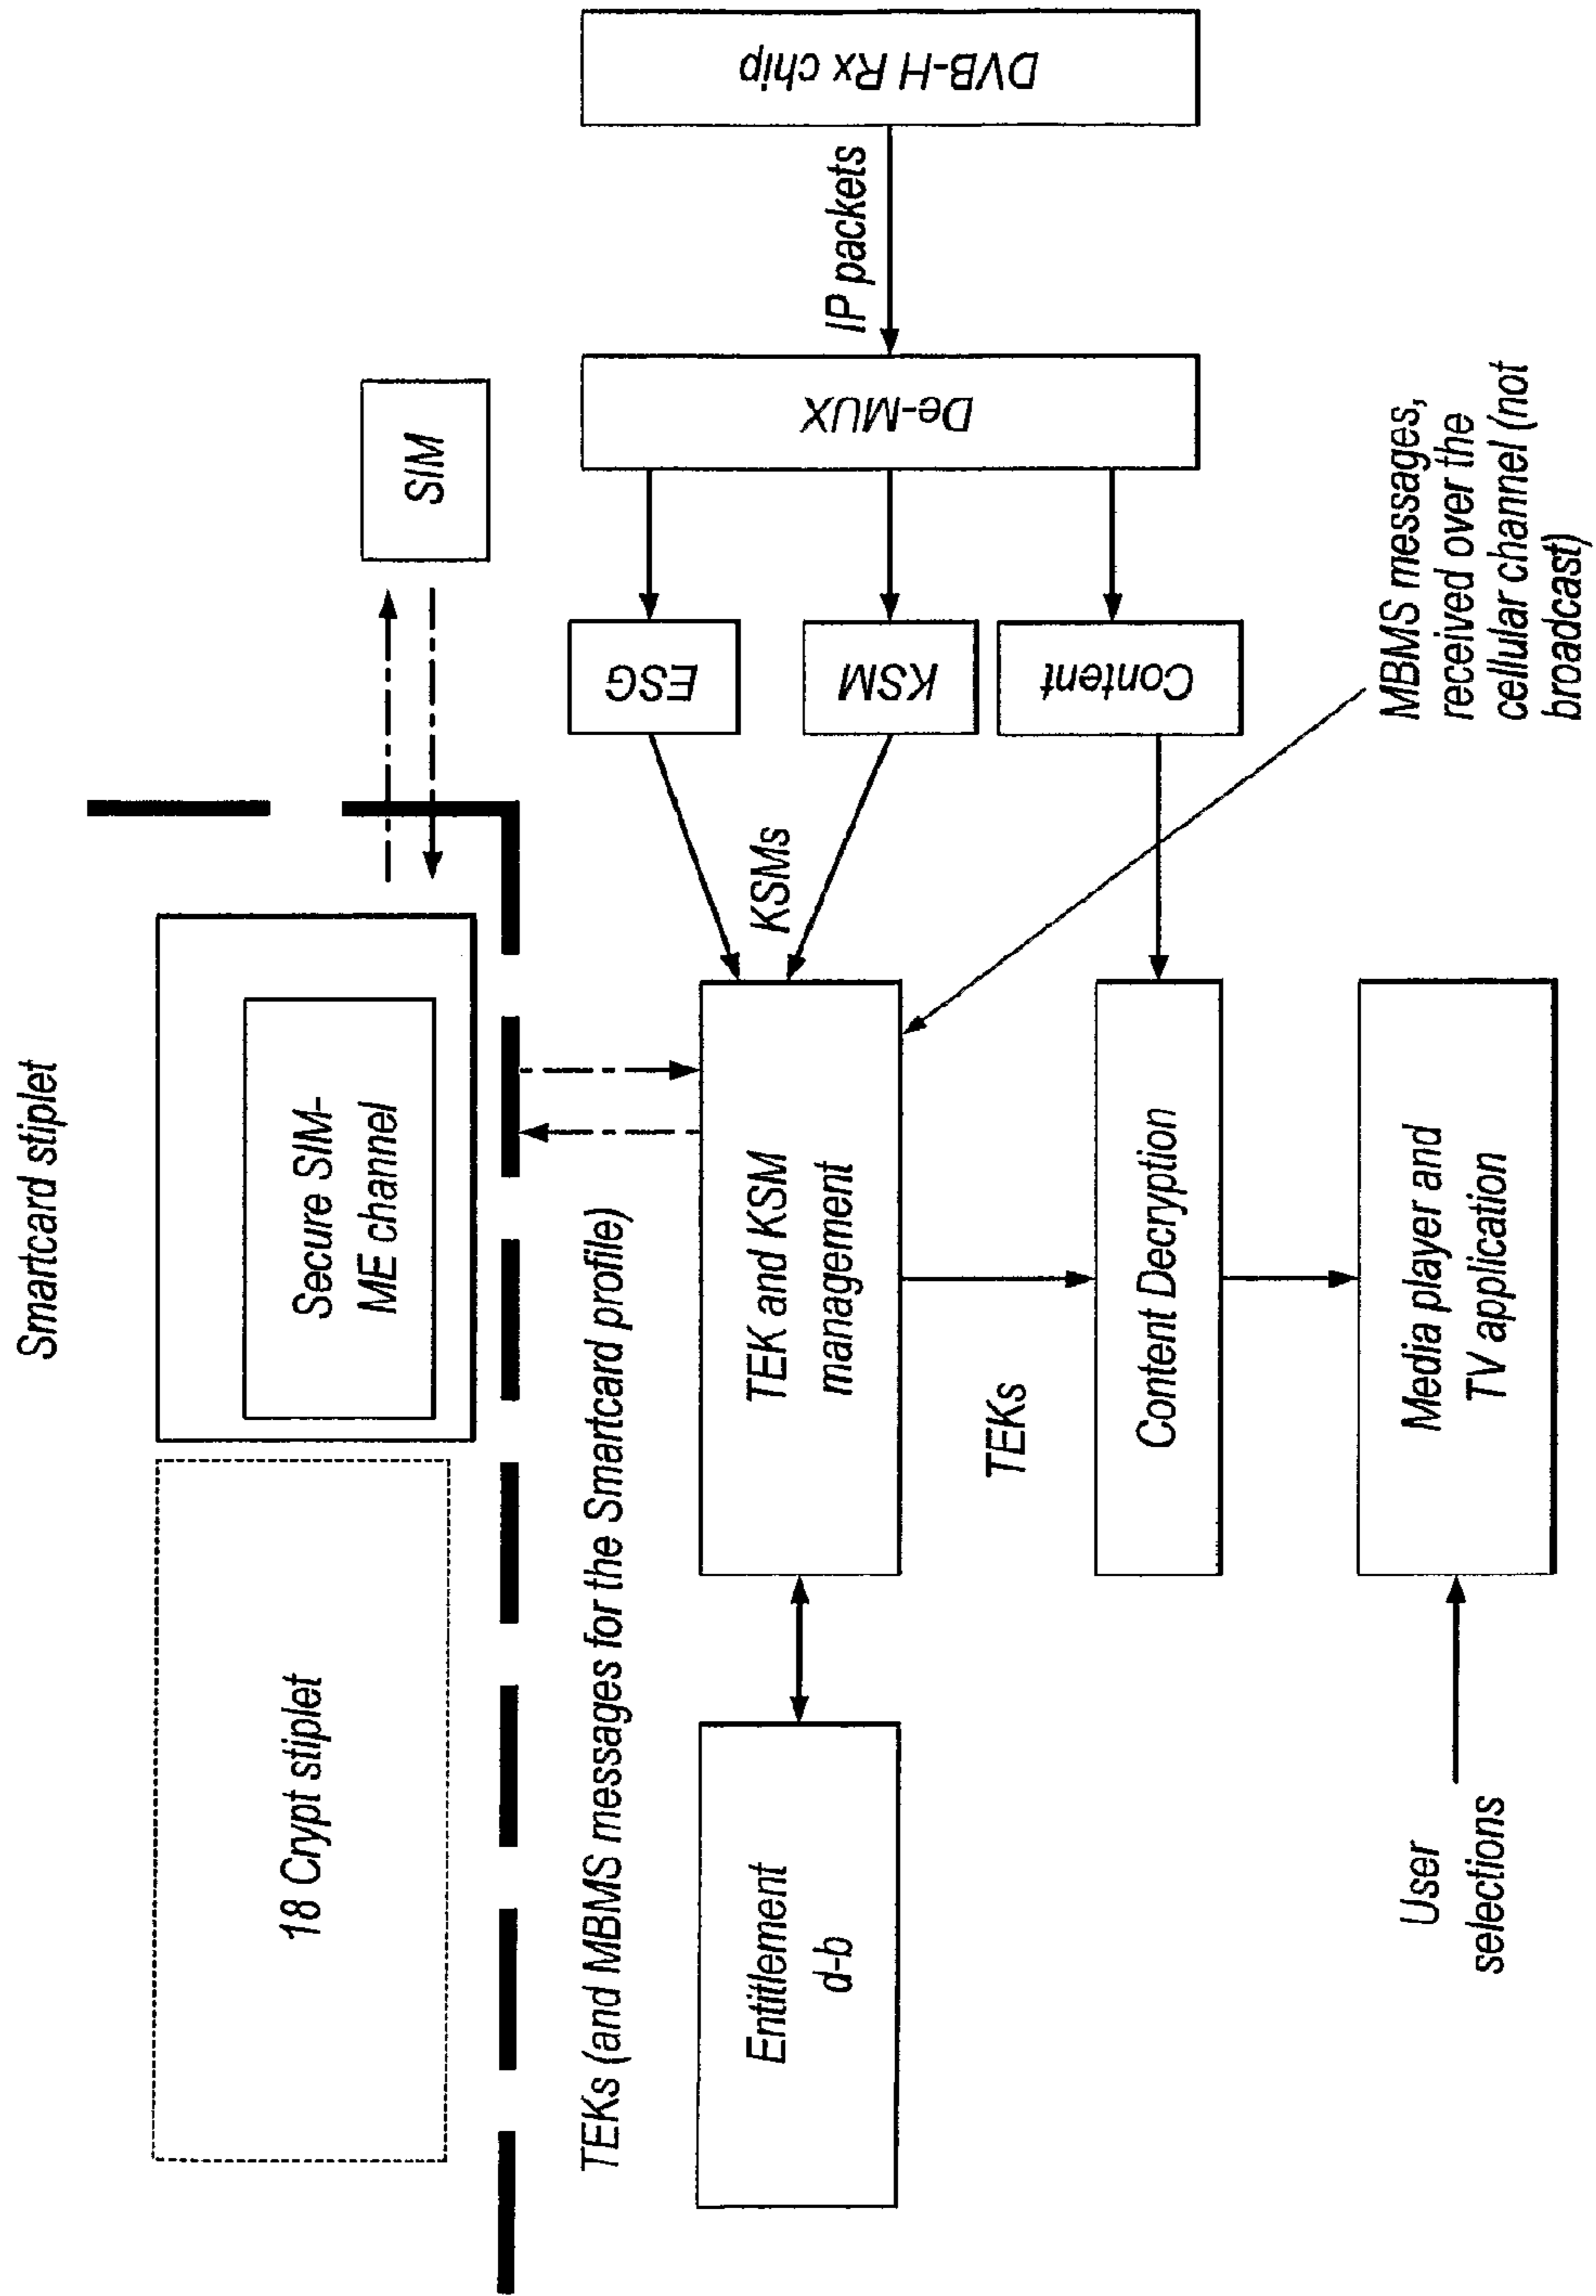 Smartcard stiplet
18 Crypt stiplet
Secure SIM-
ME channel
SIM
TEKs (and MBMS messages for the Smartcard profile)
Entitlement
d-b
TEK and KSM
management
KSMs
ESG
KSM
Content
De-MUX
IP packets
DVB-H Rx chip
TEKs
Content Decryption
User
selections
Media player and
TV application
MBMS messages,
received over the
cellular channel (not
broadcast)